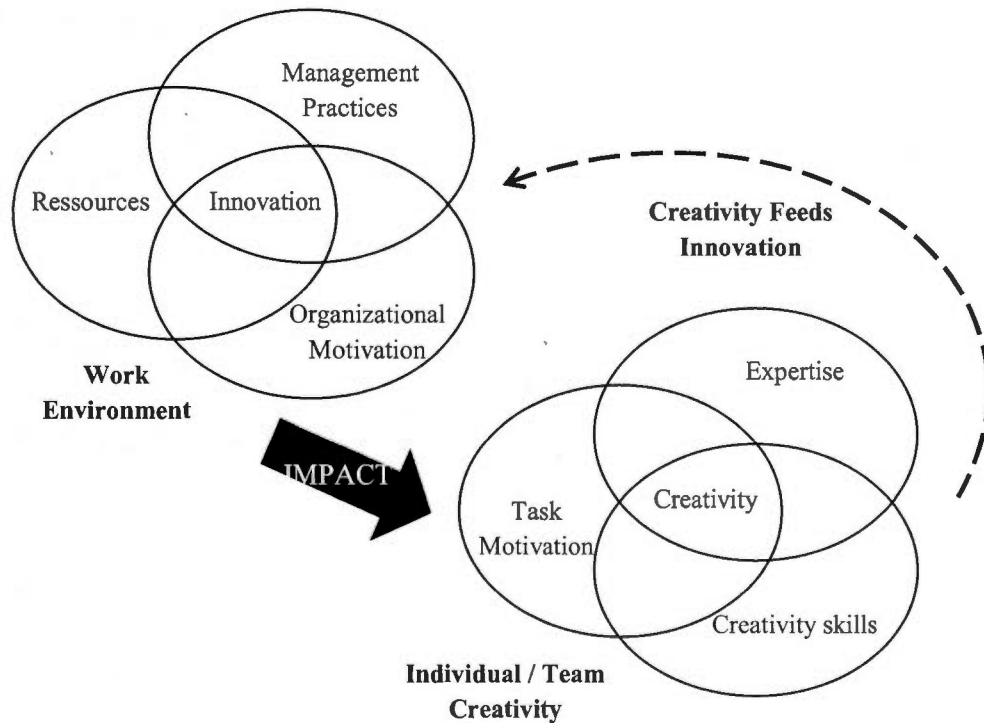 Management
Practices
Ressources
Innovation
Organizational
Motivation
Work
Environment
IMPACT
Creativity Feeds
Innovation
Expertise
Task
Motivation
Creativity
Creativity skills
Individual / Team
Creativity